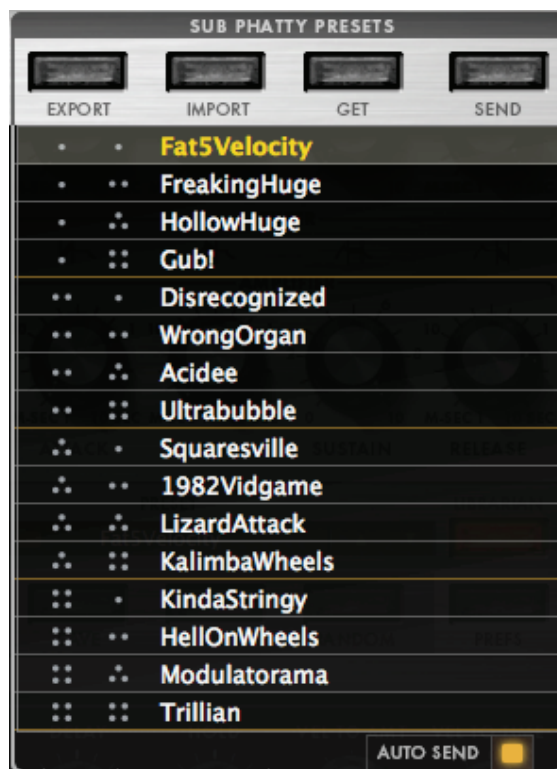 SUB PHATTY PRESETS
EXPORT IMPORT GET SEND
Fat5Velocity
FreakingHuge
HollowHuge
Gub!
Disrecognized
WrongOrgan
Acidee
Ultrabubble
Squaresville
1982Vidgame
LizardAttack
KalimbaWheels
KindaStringy
HellOnWheels
Modulatorama
Trillian
AUTO SEND